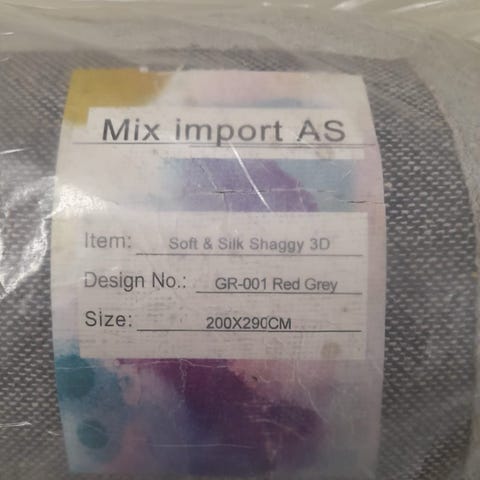 Mix import AS
Item: Soft & Silk Shaggy 3D
Design No.: GR-001 Red Grey
Size: 200X290CM